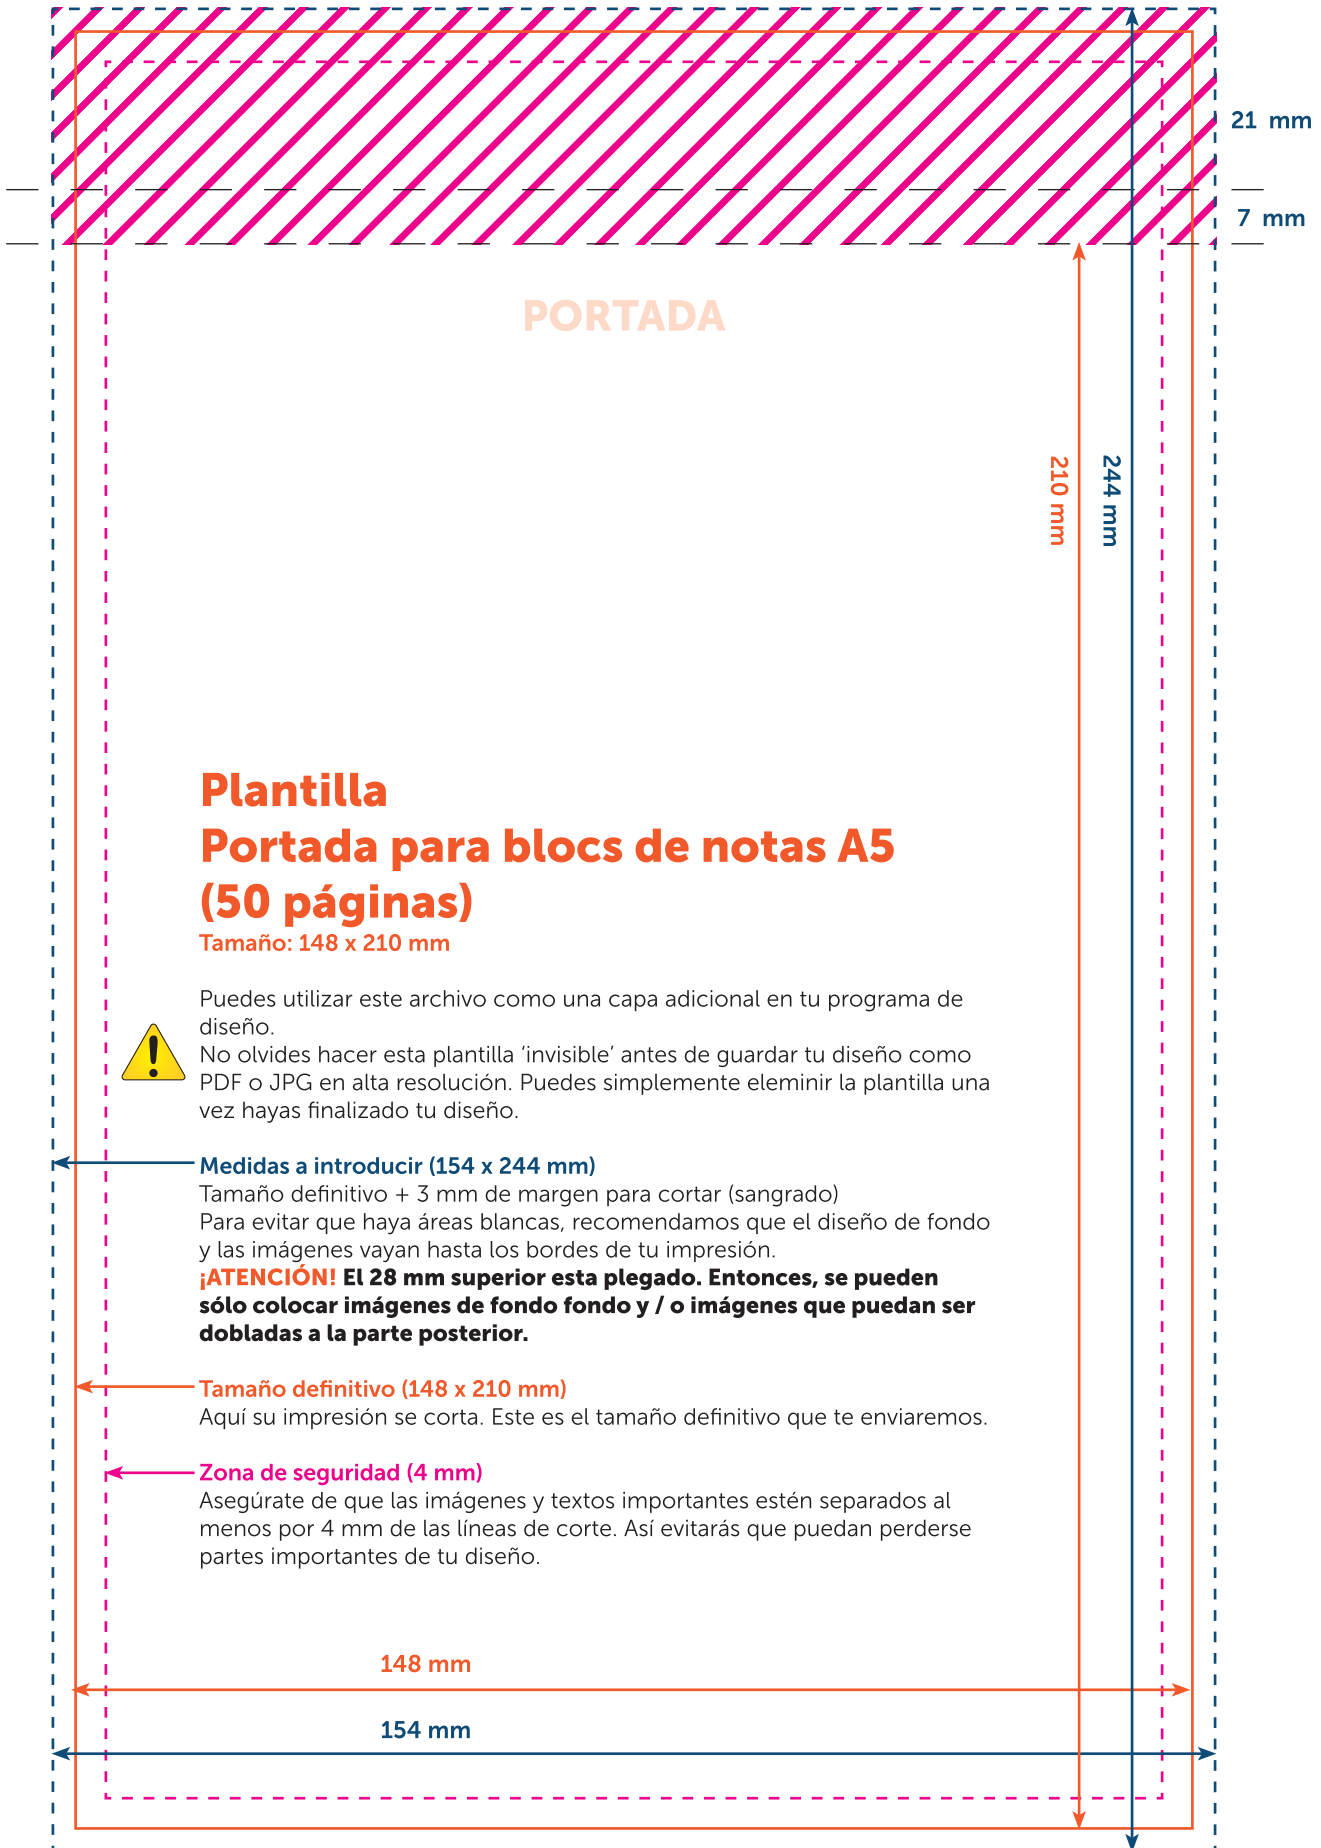 21 mm
7 mm
PORTADA
210 mm
244 mm
Plantilla
Portada para blocs de notas A5
(50 páginas)
Tamaño: 148 x 210 mm
Puedes utilizar este archivo como una capa adicional en tu programa de
diseño.
No olvides hacer esta plantilla ‘invisible’ antes de guardar tu diseño como
PDF o JPG en alta resolución. Puedes simplemente eleminir la plantilla una
vez hayas finalizado tu diseño.
Medidas a introducir (154 x 244 mm)
Tamaño definitivo + 3 mm de margen para cortar (sangrado)
Para evitar que haya áreas blancas, recomendamos que el diseño de fondo
y las imágenes vayan hasta los bordes de tu impresión.
¡ATENCIÓN! El 28 mm superior esta plegado. Entonces, se pueden
sólo colocar imágenes de fondo fondo y / o imágenes que puedan ser
dobladas a la parte posterior.
Tamaño definitivo (148 x 210 mm)
Aquí su impresión se corta. Este es el tamaño definitivo que te enviaremos.
Zona de seguridad (4 mm)
Asegúrate de que las imágenes y textos importantes estén separados al
menos por 4 mm de las líneas de corte. Así evitarás que puedan perderse
partes importantes de tu diseño.
148 mm
154 mm